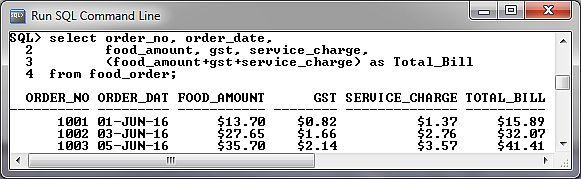 Run SQL Command Line
SQL> select order_no, order_date,
  2         food_amount, gst, service_charge,
  3         (food_amount+gst+service_charge) as Total_Bill
  4  from food_order;
ORDER_NO ORDER_DAT FOOD_AMOUNT GST SERVICE_CHARGE TOTAL_BILL
1001 01-JUN-16 $13.70 $0.82 $1.37 $15.89
1002 03-JUN-16 $27.65 $1.66 $2.76 $32.07
1003 05-JUN-16 $35.70 $2.14 $3.57 $41.41